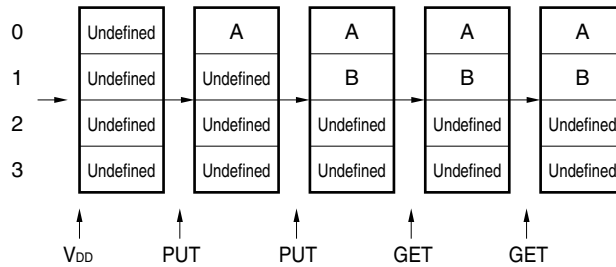 0 Undefined A A A A
1 Undefined Undefined B B B
2 Undefined Undefined Undefined Undefined Undefined
3 Undefined Undefined Undefined Undefined Undefined
VDD PUT PUT GET GET